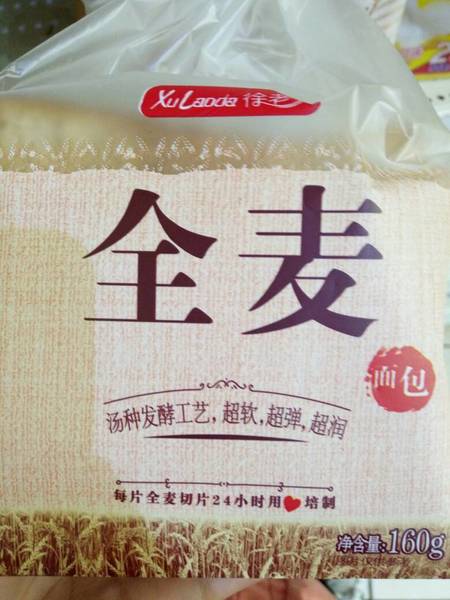 XuLaoda 徐老
全麦
面包
汤种发酵工艺，超软，超弹，超润
每片全麦切片24小时用❤培制
净含量:160g